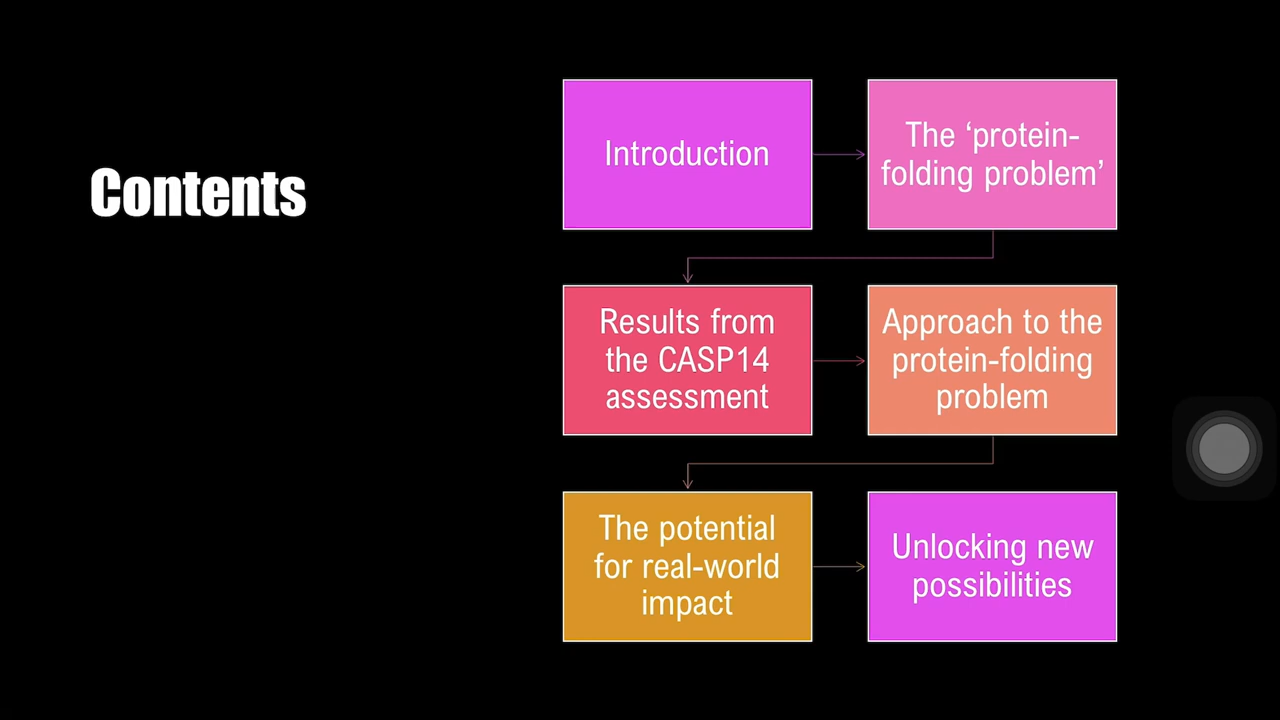 Contents
Introduction
The ‘protein-
folding problem’
Results from
the CASP14
assessment
Approach to the
protein-folding
problem
The potential
for real-world
impact
Unlocking new
possibilities